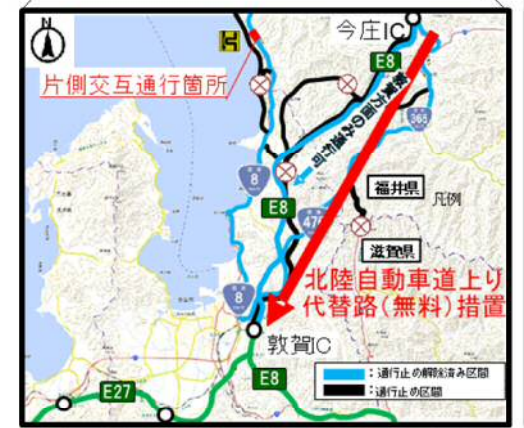 N
今庄IC
E8
片側交互通行箇所
敦賀方面のみ通行可
365
8
福井県
凡例
E8
476
滋賀県
8
北陸自動車道上り
代替路(無料)措置
敦賀IC
E27
E8
:通行止の解除済み区間
:通行止の区間